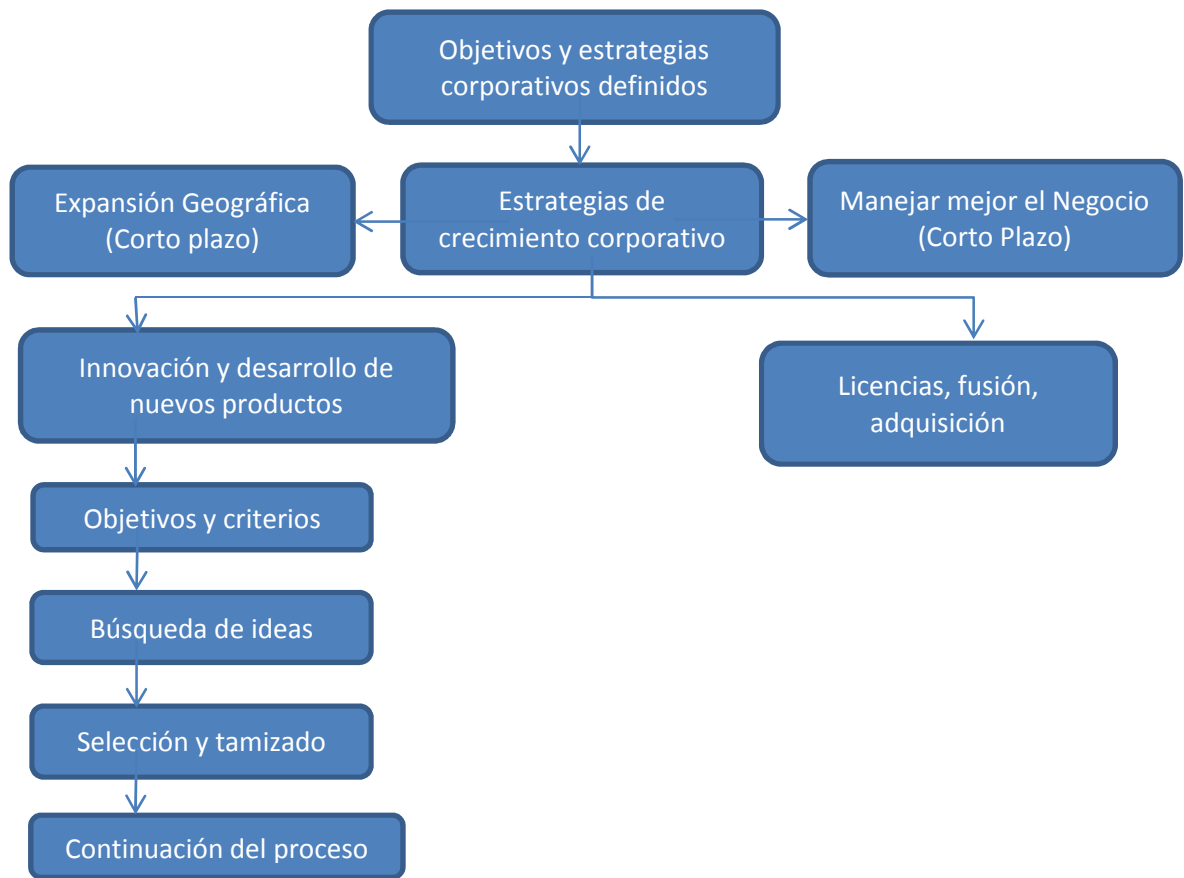 Objetivos y estrategias
corporativos definidos
Expansión Geográfica
(Corto plazo)
Estrategias de
crecimiento corporativo
Manejar mejor el Negocio
(Corto Plazo)
Innovación y desarrollo de
nuevos productos
Licencias, fusión,
adquisición
Objetivos y criterios
Búsqueda de ideas
Selección y tamizado
Continuación del proceso